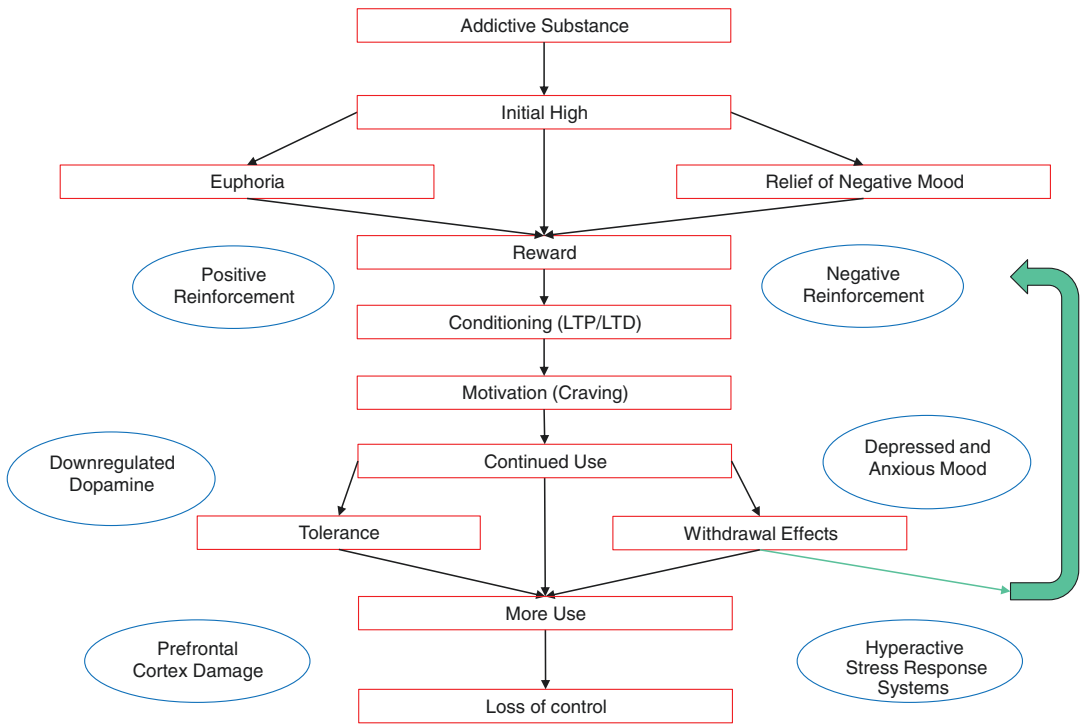 Addictive Substance
Initial High
Euphoria
Relief of Negative Mood
Reward
Positive
Reinforcement
Negative
Reinforcement
Conditioning (LTP/LTD)
Motivation (Craving)
Continued Use
Downregulated
Dopamine
Depressed and
Anxious Mood
Tolerance
Withdrawal Effects
More Use
Prefrontal
Cortex Damage
Hyperactive
Stress Response
Systems
Loss of control